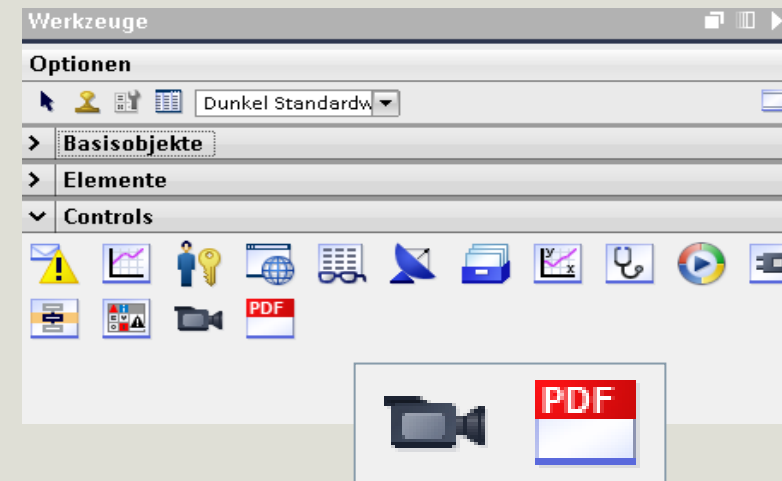 Werkzeuge
Optionen
Dunkel Standardw
Basisobjekte
Elemente
Controls
y
x
PDF
PDF